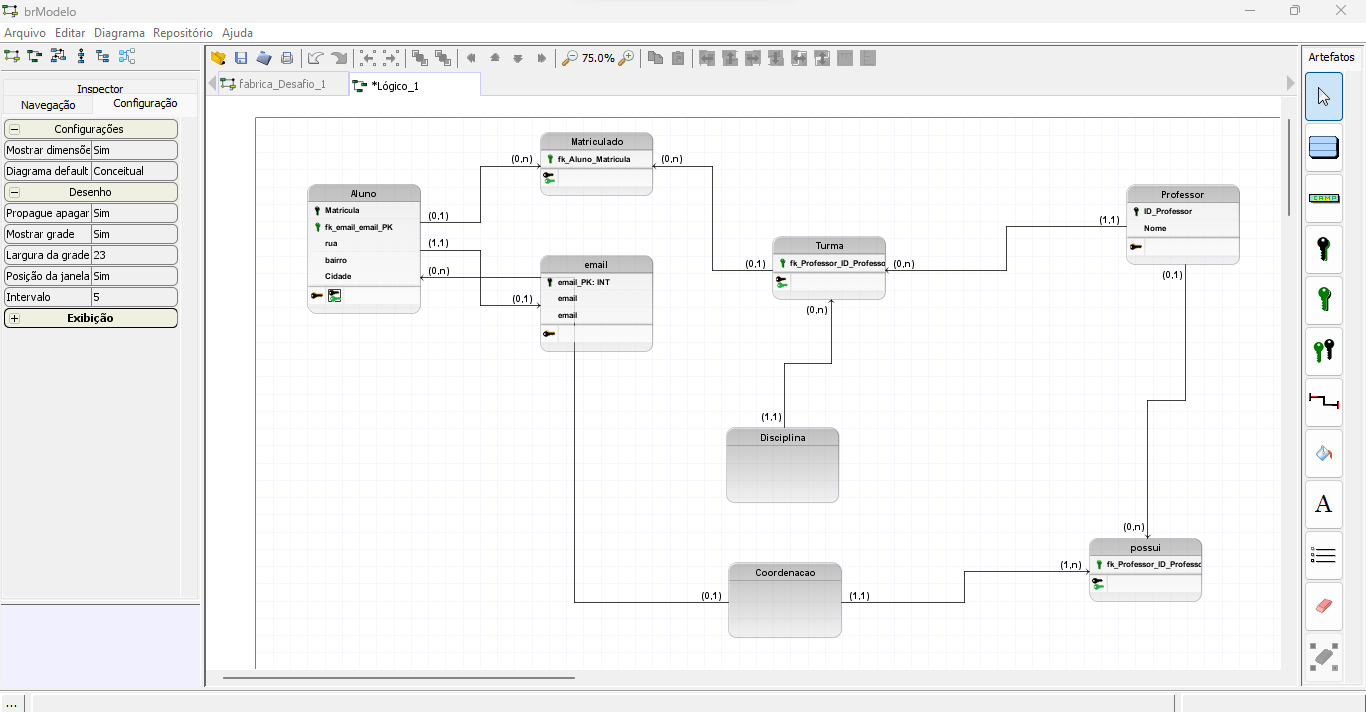 brModelo
Arquivo Editar Diagrama Repositório Ajuda
75.0%
Artefatos
fabrica_Desafio_1
*Lógico_1
Inspector
Navegação
Configuração
Configurações
Mostrar dimensõe Sim
Diagrama default Conceitual
Desenho
Propague apagar Sim
Mostrar grade Sim
Largura da grade 23
Posição da janela Sim
Intervalo 5
Exibição
Matriculado
fk_Aluno_Matricula
(0,n)
(0,n)
Aluno
Matricula
fk_email_email_PK
rua
bairro
Cidade
(0,1)
(1,1)
(0,n)
(0,1)
email
email_PK: INT
email
email
Turma
fk_Professor_ID_Professo
(0,1)
(0,n)
(0,n)
Professor
ID_Professor
Nome
(1,1)
(0,1)
(1,1)
Disciplina
Coordenacao
(0,1)
(1,1)
(0,n)
(1,n)
possui
fk_Professor_ID_Professo
CAMP
A
...